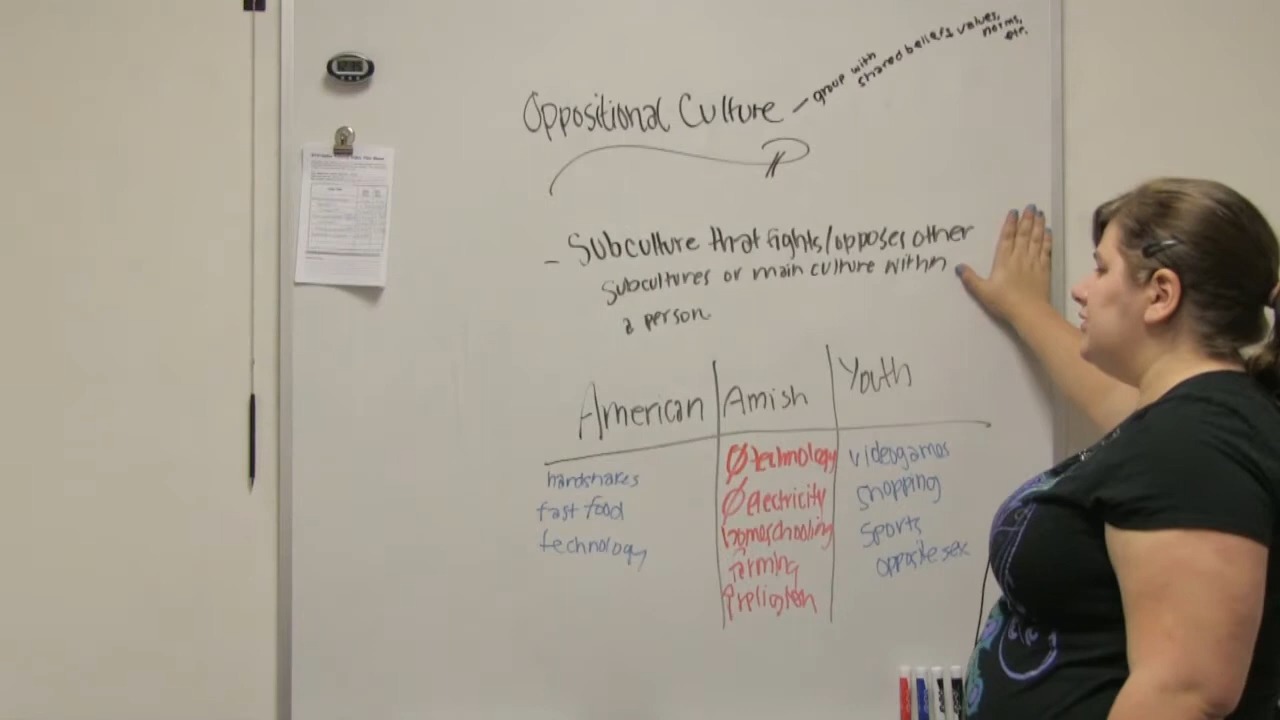 group with
shared beliefs values,
norms,
etc.
Oppositional Culture -
- Subculture that fights/opposes other
subcultures or main culture within
a person
American Amish Youth
handshakes
fast food
technology
Ø technology
Ø electricity
homeschooling
farming
religion
videogames
shopping
sports
opposite sex